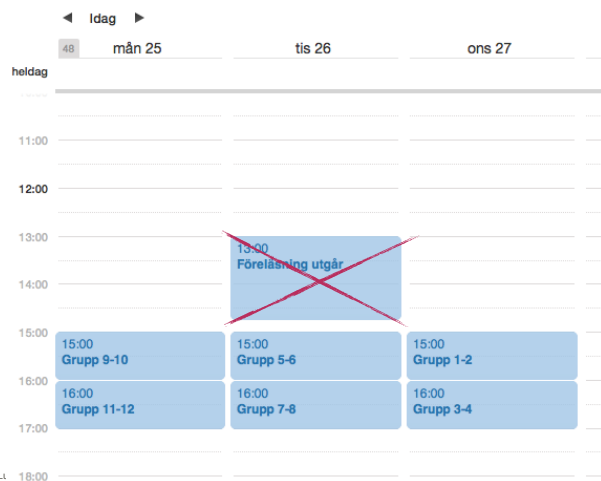 Idag
48 mån 25 tis 26 ons 27
heldag
11:00
12:00
13:00
13:00
Föreläsning utgår
14:00
15:00
15:00 15:00 15:00
Grupp 9-10 Grupp 5-6 Grupp 1-2
16:00
16:00 16:00 16:00
Grupp 11-12 Grupp 7-8 Grupp 3-4
17:00
18:00